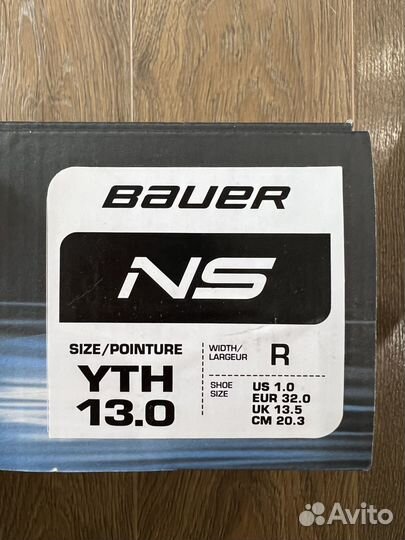 BAUER
NS
SIZE/POINTURE
YTH
13.0
WIDTH/
LARGEUR
R
SHOE
SIZE
US 1.0
EUR 32.0
UK 13.5
CM 20.3
Avito